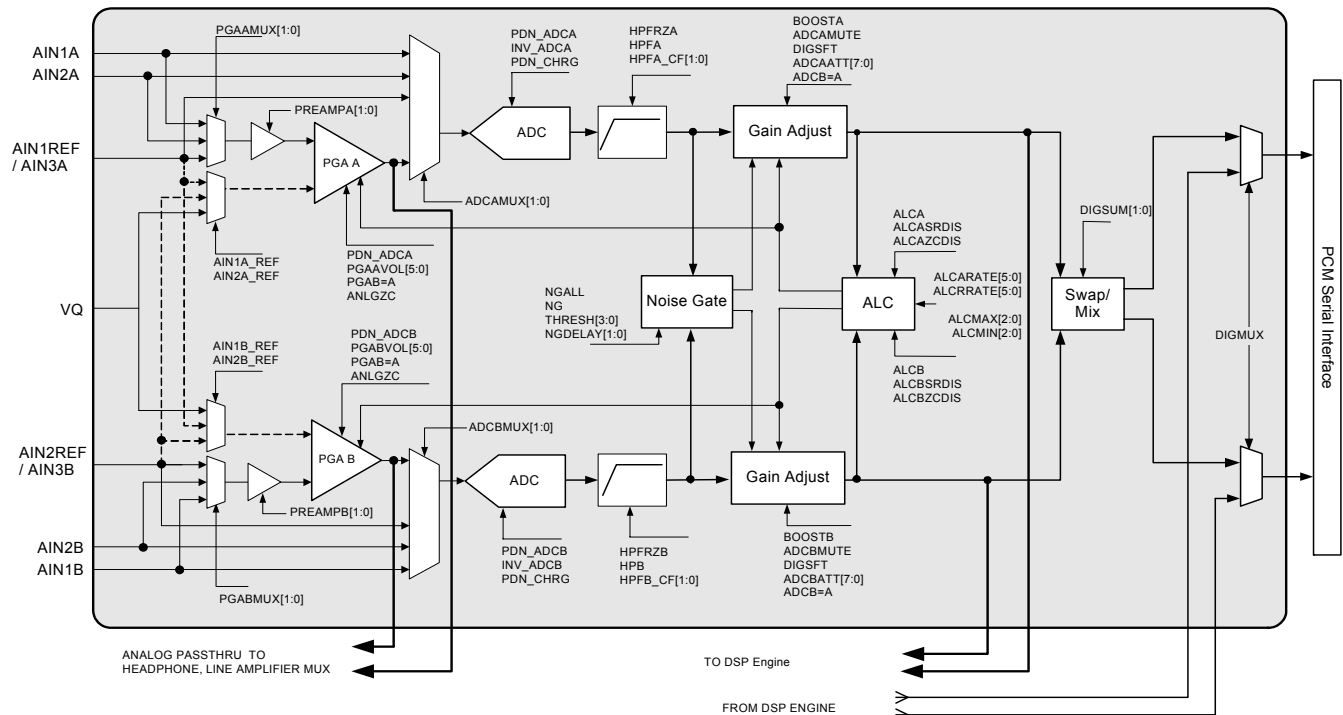 AIN1A
AIN2A
AIN1REF
/ AIN3A
VQ
AIN2REF
/ AIN3B
AIN2B
AIN1B
PGAAMUX[1:0]
PREAMPA[1:0]
PGA A
AIN1A_REF
AIN2A_REF
PDN_ADCA
PGAAVOL[5:0]
PGAB=A
ANLGZC
ADCAMUX[1:0]
PDN_ADCA
INV_ADCA
PDN_CHRG
ADC
HPFRZA
HPFA
HPFA_CF[1:0]
BOOSTA
ADCAMUTE
DIGSFT
ADCAATT[7:0]
ADCB=A
Gain Adjust
NGALL
NG
THRESH[3:0]
NGDELAY[1:0]
Noise Gate
ALCA
ALCASRDIS
ALCAZCDIS
ALC
ALCARATE[5:0]
ALCRRATE[5:0]
ALCMAX[2:0]
ALCMIN[2:0]
ALCB
ALCBSRDIS
ALCBZCDIS
DIGSUM[1:0]
Swap/
Mix
DIGMUX
PCM Serial Interface
AIN1B_REF
AIN2B_REF
PDN_ADCB
PGABVOL[5:0]
PGAB=A
ANLGZC
PGA B
PREAMPB[1:0]
PGABMUX[1:0]
ADCBMUX[1:0]
ADC
PDN_ADCB
INV_ADCB
PDN_CHRG
HPFRZB
HPB
HPFB_CF[1:0]
Gain Adjust
BOOSTB
ADCBMUTE
DIGSFT
ADCBATT[7:0]
ADCB=A
ANALOG PASSTHRU TO
HEADPHONE, LINE AMPLIFIER MUX
TO DSP Engine
FROM DSP ENGINE